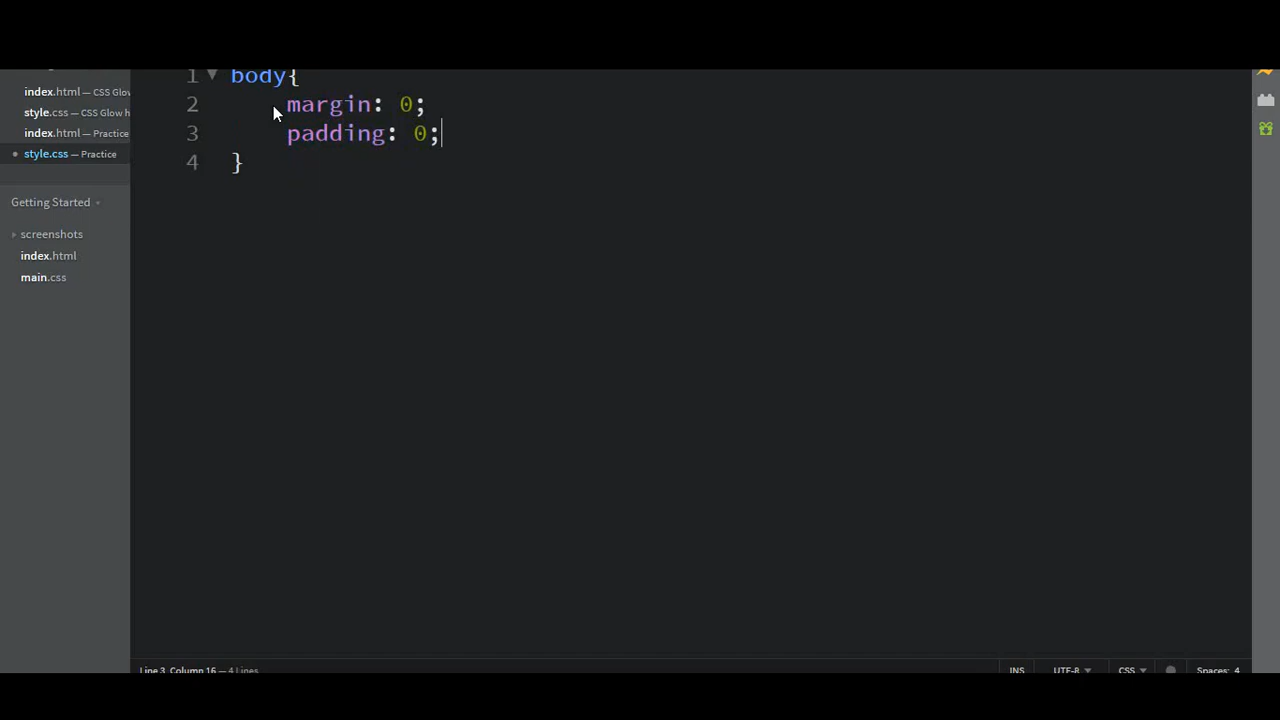 index.html — CSS Glov
style.css — CSS Glow h
index.html — Practice
style.css — Practice
Getting Started
screenshots
index.html
main.css
1 body{
2 margin: 0;
3 padding: 0;
4 }
Line 3, Column 16 — 4 Lines
INS UTF-8 CSS Spaces: 4